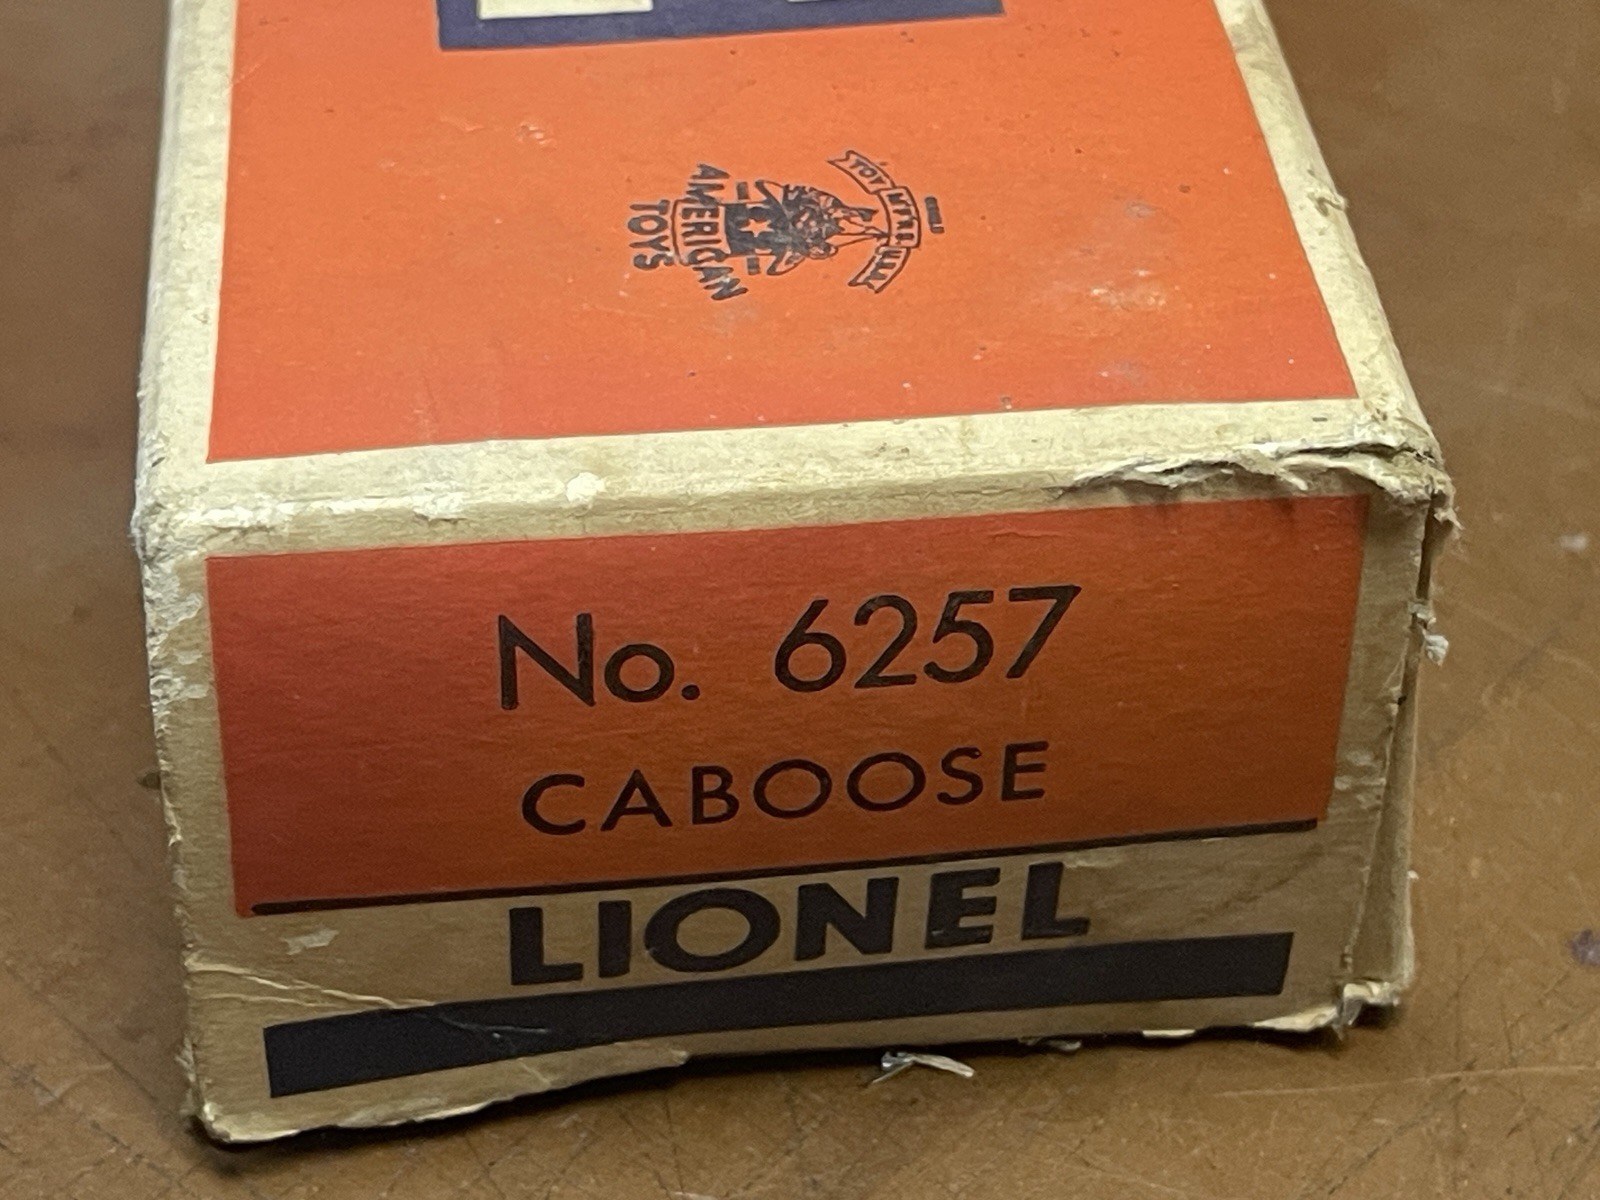 TOY MFRS. U.S.A.
AMERICAN
TOYS
No. 6257
CABOOSE
LIONEL